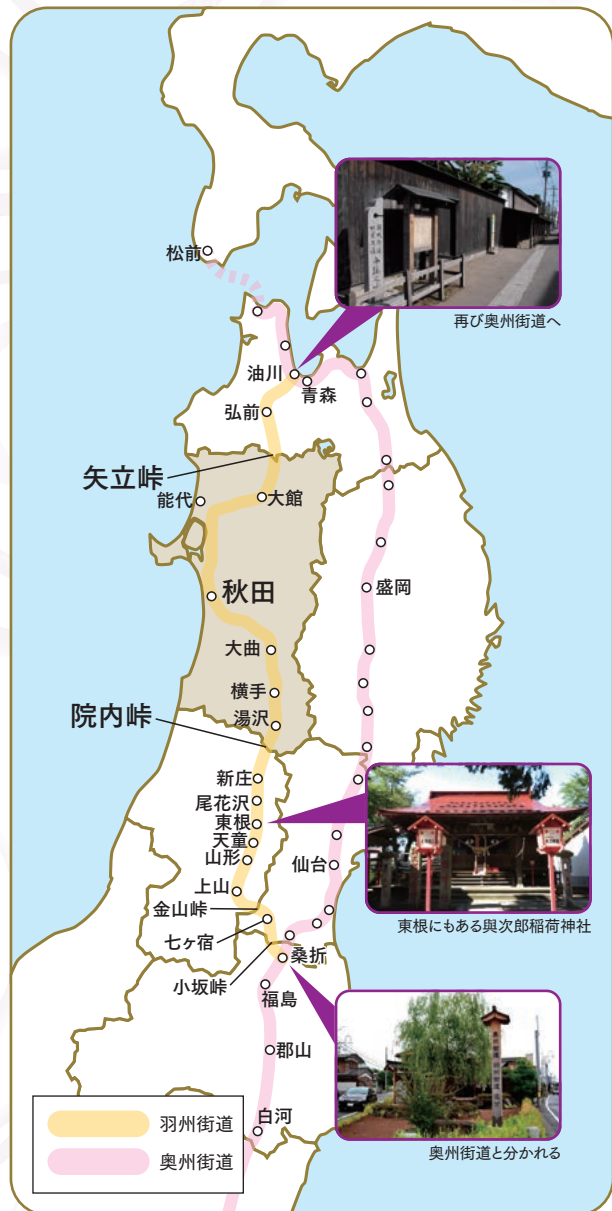 松前
再び奥州街道へ
油川
青森
弘前
矢立峠
大館
能代
盛岡
秋田
大曲
横手
院内峠
湯沢
新庄
尾花沢
東根
天童
山形
仙台
上山
東根にもある與次郎稲荷神社
金山峠
七ヶ宿
桑折
小坂峠
福島
郡山
白河
奥州街道と分かれる
羽州街道
奥州街道